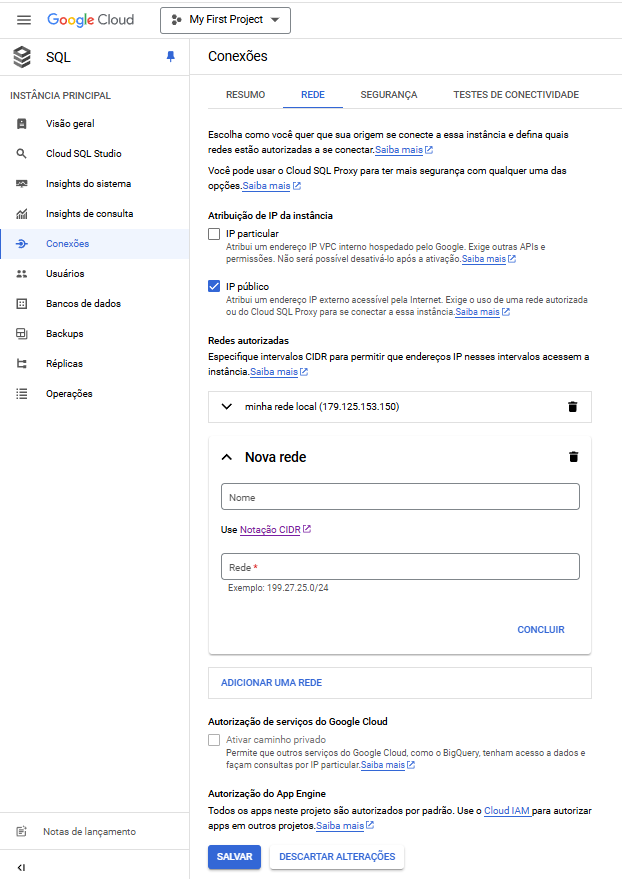 Google Cloud
My First Project
SQL
Conexões
INSTÂNCIA PRINCIPAL
Visão geral
Cloud SQL Studio
Insights do sistema
Insights de consulta
Conexões
Usuários
Bancos de dados
Backups
Réplicas
Operações
Notas de lançamento
RESUMO
REDE
SEGURANÇA
TESTES DE CONECTIVIDADE
Escolha como você quer que sua origem se conecte a essa instância e defina quais
redes estão autorizadas a se conectar.Saiba mais
Você pode usar o Cloud SQL Proxy para ter mais segurança com qualquer uma das
opções.Saiba mais
Atribuição de IP da instância
IP particular
Atribui um endereço IP VPC interno hospedado pelo Google. Exige outras APIs e
permissões. Não será possível desativá-lo após a ativação.Saiba mais
IP público
Atribui um endereço IP externo acessível pela Internet. Exige o uso de uma rede autorizada
ou do Cloud SQL Proxy para se conectar a essa instância.Saiba mais
Redes autorizadas
Especifique intervalos CIDR para permitir que endereços IP nesses intervalos acessem a
instância.Saiba mais
minha rede local (179.125.153.150)
Nova rede
Nome
Use Notação CIDR
Rede *
Exemplo: 199.27.25.0/24
CONCLUIR
ADICIONAR UMA REDE
Autorização de serviços do Google Cloud
Ativar caminho privado
Permite que outros serviços do Google Cloud, como o BigQuery, tenham acesso a dados e
façam consultas por IP particular.Saiba mais
Autorização do App Engine
Todos os apps neste projeto são autorizados por padrão. Use o Cloud IAM para autorizar
apps em outros projetos.Saiba mais
SALVAR
DESCARTAR ALTERAÇÕES